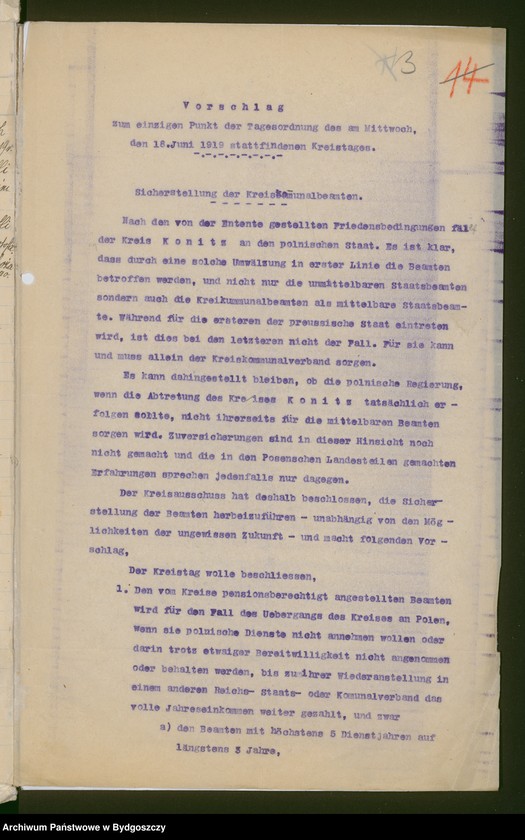 13
14
Vorschlag
zum einzigen Punkt der Tagesordnung des am Mittwoch,
den 18.Juni 1919 stattfindenden Kreistages.
Sicherstellung der Kreiskommunalbeamten.
Nach den von der Entente gestellten Friedensbedingungen fällt
der Kreis K o n i t z an den polnischen Staat. Es ist klar,
dass durch eine solche Umwälzung in erster Linie die Beamten
betroffen werden, und nicht nur die unmittelbaren Staatsbeamten
sondern auch die Kreikummunalbeamten als mittelbare Staatsbeam-
te. Während für die ersteren der preussische Staat eintreten
wird, ist dies bei den letzteren nicht der Fall. Für sie kann
und muss allein der Kreiskommunalverband sorgen.
Es kann dahingestellt bleiben, ob die polnische Regierung,
wenn die Abtretung des Kreises K o n i t z tatsächlich er -
folgen sollte, nicht ihrerseits für die mittelbaren Beamten
sorgen wird. Zuversicherungen sind in dieser Hinsicht noch
nicht gemacht und die in den Posenschen Landesteilen gemachten
Erfahrungen sprechen jedenfalls nur dagegen.
Der Kreisausschuss hat deshalb beschlossen, die Sicher-
stellung der Beamten herbeizuführen - unabhängig von den Mög -
lichkeiten der ungewissen Zukunft - und macht folgenden Vor -
schlag,
Der Kreistag wolle beschliessen,
1. Den vom Kreise pensionsberechtigt angestellten Beamten
wird für den Fall des Uebergangs des Kreises an Polen,
wenn sie polnische Dienste nicht annehmen wollen oder
darin trotz etwaiger Bereitwilligkeit nicht angenommen
oder behalten werden, bis zu ihrer Wiederanstellung in
einem anderen Reichs- Staats- oder Komunalverband das
volle Jahreseinkommen weiter gezahlt, und zwar
a) den Beamten mit höchstens 5 Dienstjahren auf
längstens 3 Jahre,
Archiwum Państwowe w Bydgoszczy